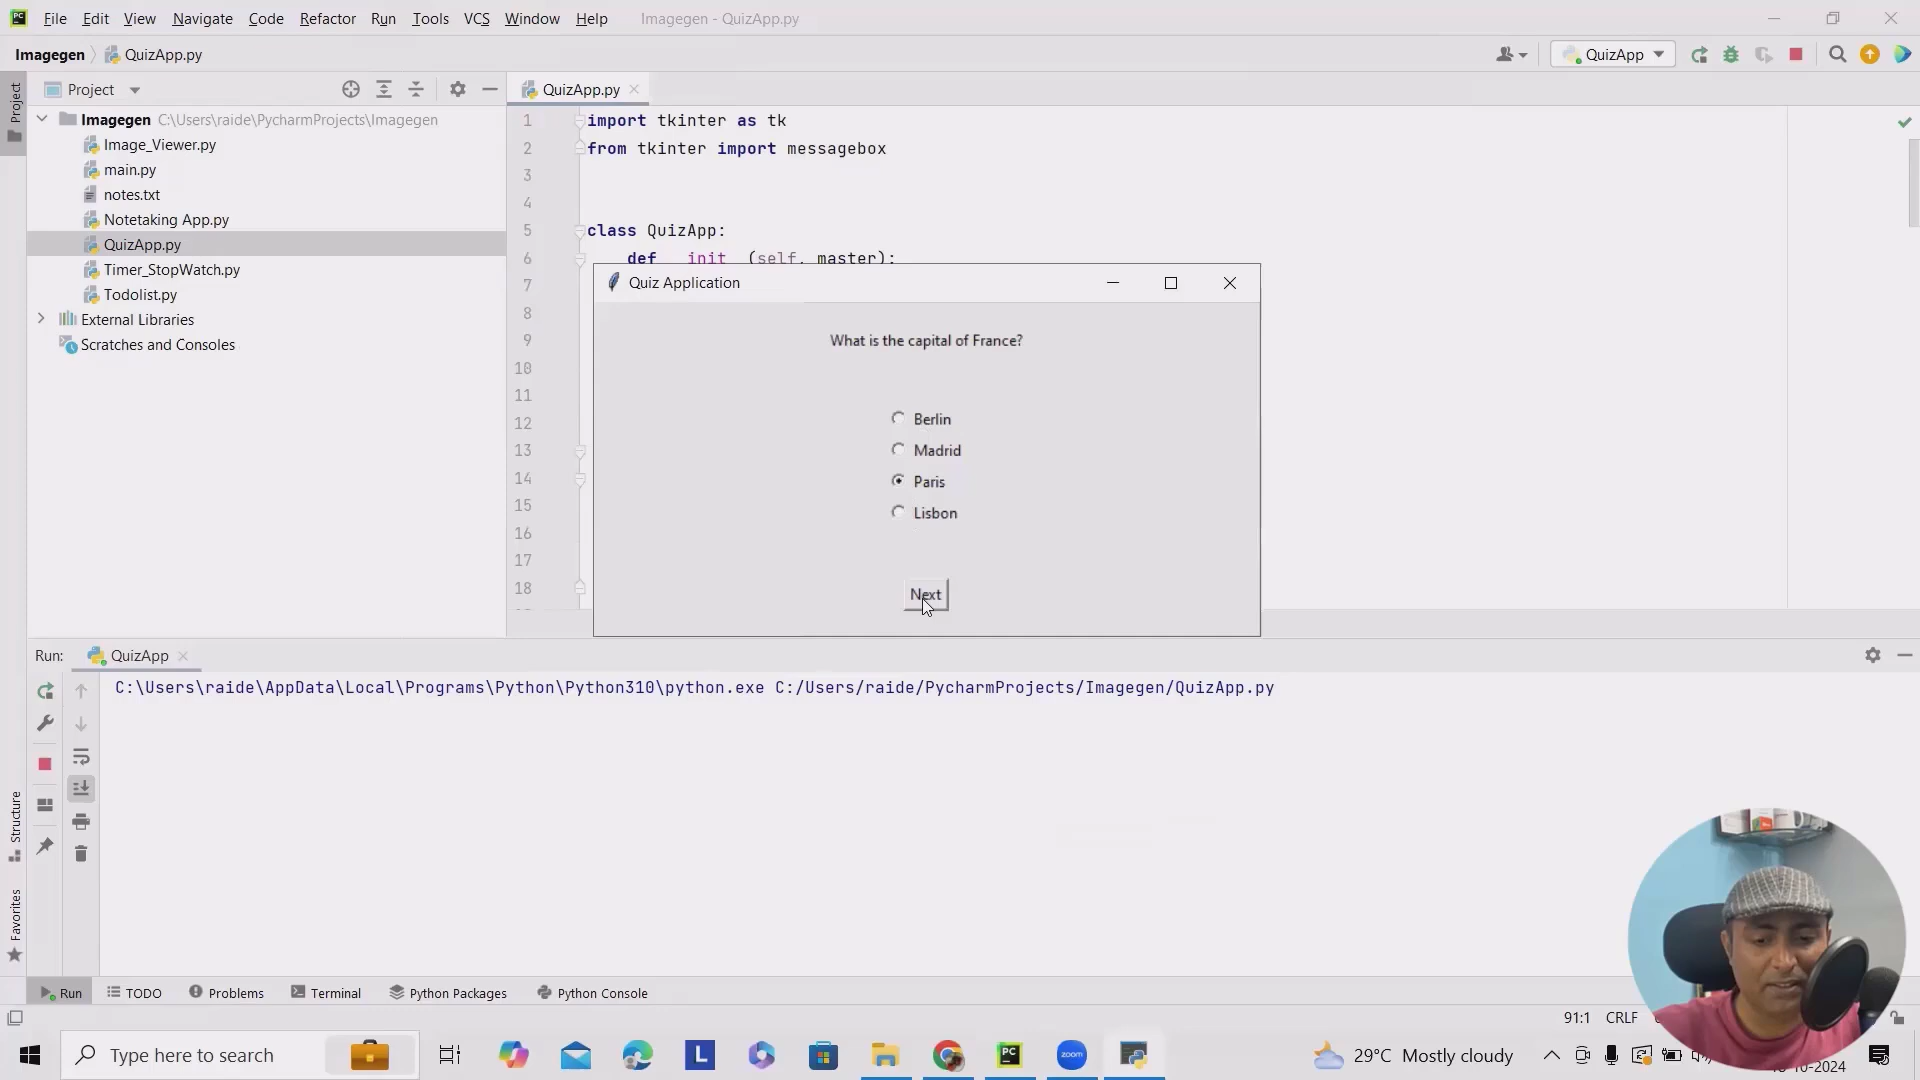 File Edit View Navigate Code Refactor Run Tools VCS Window Help Imagegen - QuizApp.py
Imagegen QuizApp.py QuizApp
Project
Project QuizApp.py
Imagegen C:\Users\raide\PycharmProjects\Imagegen
Image_Viewer.py
main.py
notes.txt
Notetaking App.py
QuizApp.py
Timer_StopWatch.py
Todolist.py
External Libraries
Scratches and Consoles
1 import tkinter as tk
2 from tkinter import messagebox
3
4
5 class QuizApp:
6 def __init__(self, master):
7
8
9
10
11
12
13
14
15
16
17
18
Quiz Application
What is the capital of France?
Berlin
Madrid
Paris
Lisbon
Next
Run: QuizApp
C:\Users\raide\AppData\Local\Programs\Python\Python310\python.exe C:/Users/raide/PycharmProjects/Imagegen/QuizApp.py
Structure
Favorites
Run TODO Problems Terminal Python Packages Python Console
91:1 CRLF
Type here to search
29°C Mostly cloudy
-10-2024